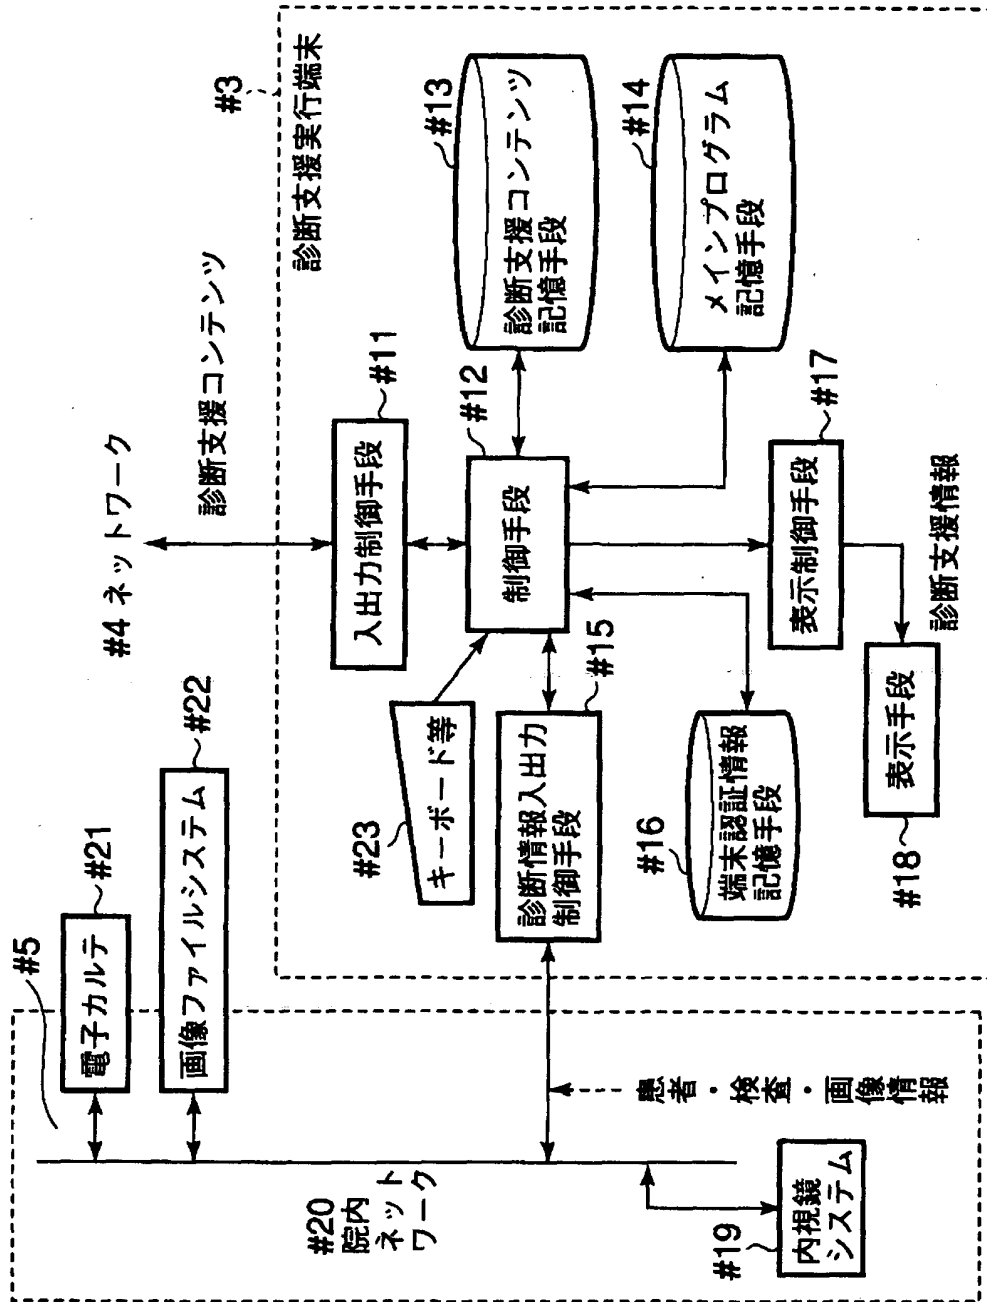 #4 ネットワーク
診断支援コンテンツ
#3
診断支援実行端末
#5
#21
電子カルテ
#22
画像ファイルシステム
#20
院内
ネット
ワーク
#19
内視鏡
システム
患者・検査・画像情報
#11
入出力制御手段
#12
制御手段
#13
診断支援コンテンツ
記憶手段
#14
メインプログラム
記憶手段
#23
キーボード等
#15
診断情報入出力
制御手段
#16
端末認証情報
記憶手段
#17
表示制御手段
#18
表示手段
診断支援情報